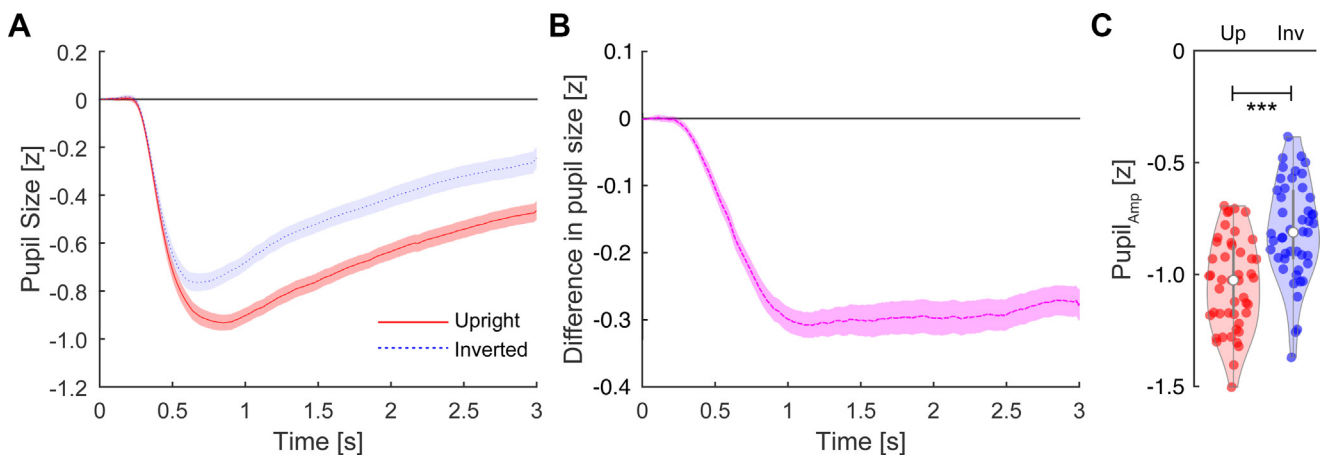 A
Pupil Size [z]
0.2
0
-0.2
-0.4
-0.6
-0.8
-1.0
-1.2
Upright
Inverted
0 0.5 1 1.5 2 2.5 3
Time [s]
B
Difference in pupil size [z]
0.1
0
-0.1
-0.2
-0.3
-0.4
0 0.5 1 1.5 2 2.5 3
Time [s]
C
Up Inv
Pupil_Amp [z]
0
***
-0.5
-1.0
-1.5